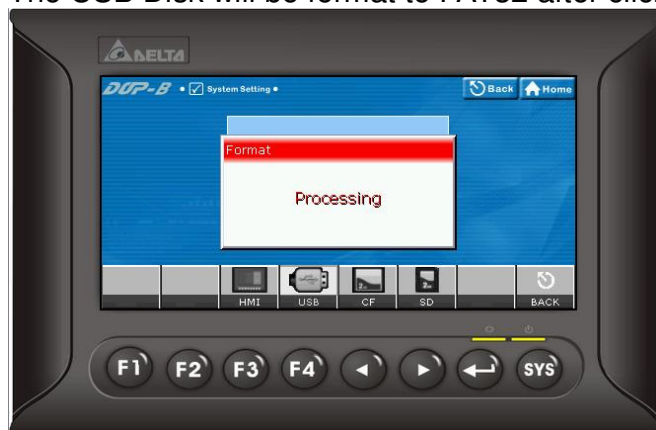 The USB Disk will be format to FAT32 after clic
DELTA
DOP-B • System Setting • Back Home
Format
Processing
HMI USB CF SD BACK
F1 F2 F3 F4 SYS